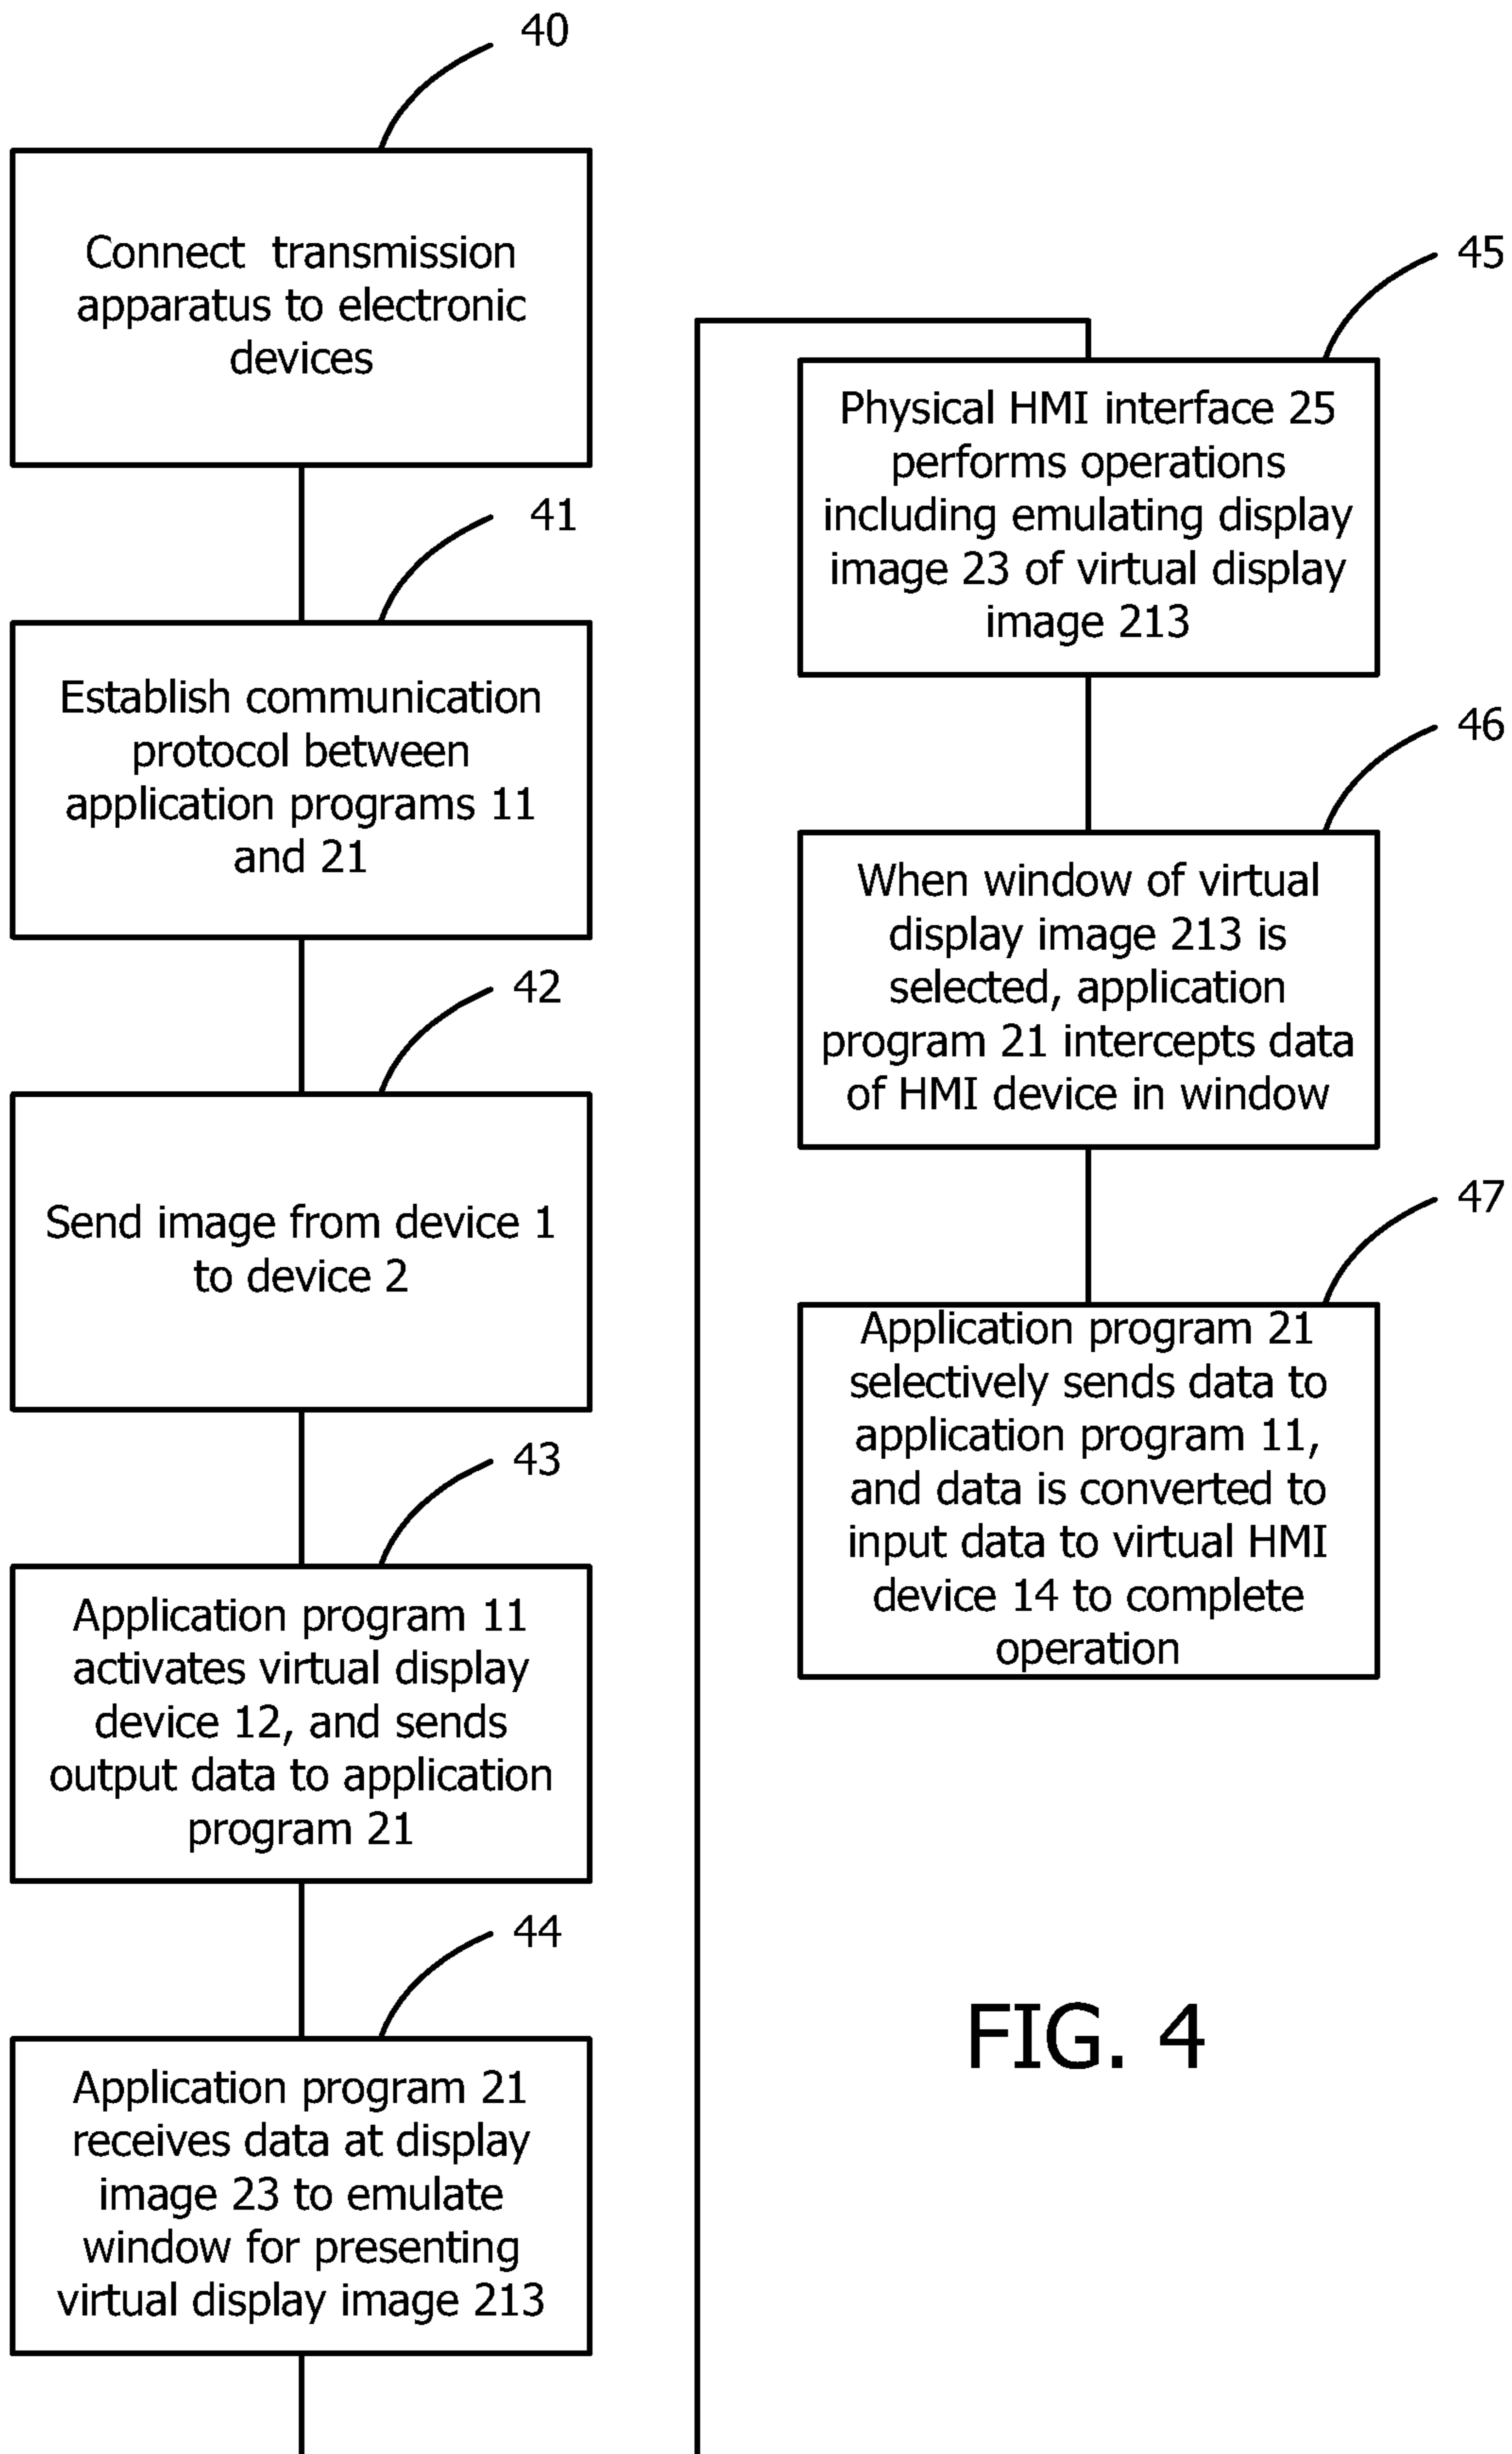 40
Connect transmission
apparatus to electronic
devices
41
Establish communication
protocol between
application programs 11
and 21
42
Send image from device 1
to device 2
43
Application program 11
activates virtual display
device 12, and sends
output data to application
program 21
44
Application program 21
receives data at display
image 23 to emulate
window for presenting
virtual display image 213
45
Physical HMI interface 25
performs operations
including emulating display
image 23 of virtual display
image 213
46
When window of virtual
display image 213 is
selected, application
program 21 intercepts data
of HMI device in window
47
Application program 21
selectively sends data to
application program 11,
and data is converted to
input data to virtual HMI
device 14 to complete
operation
FIG. 4